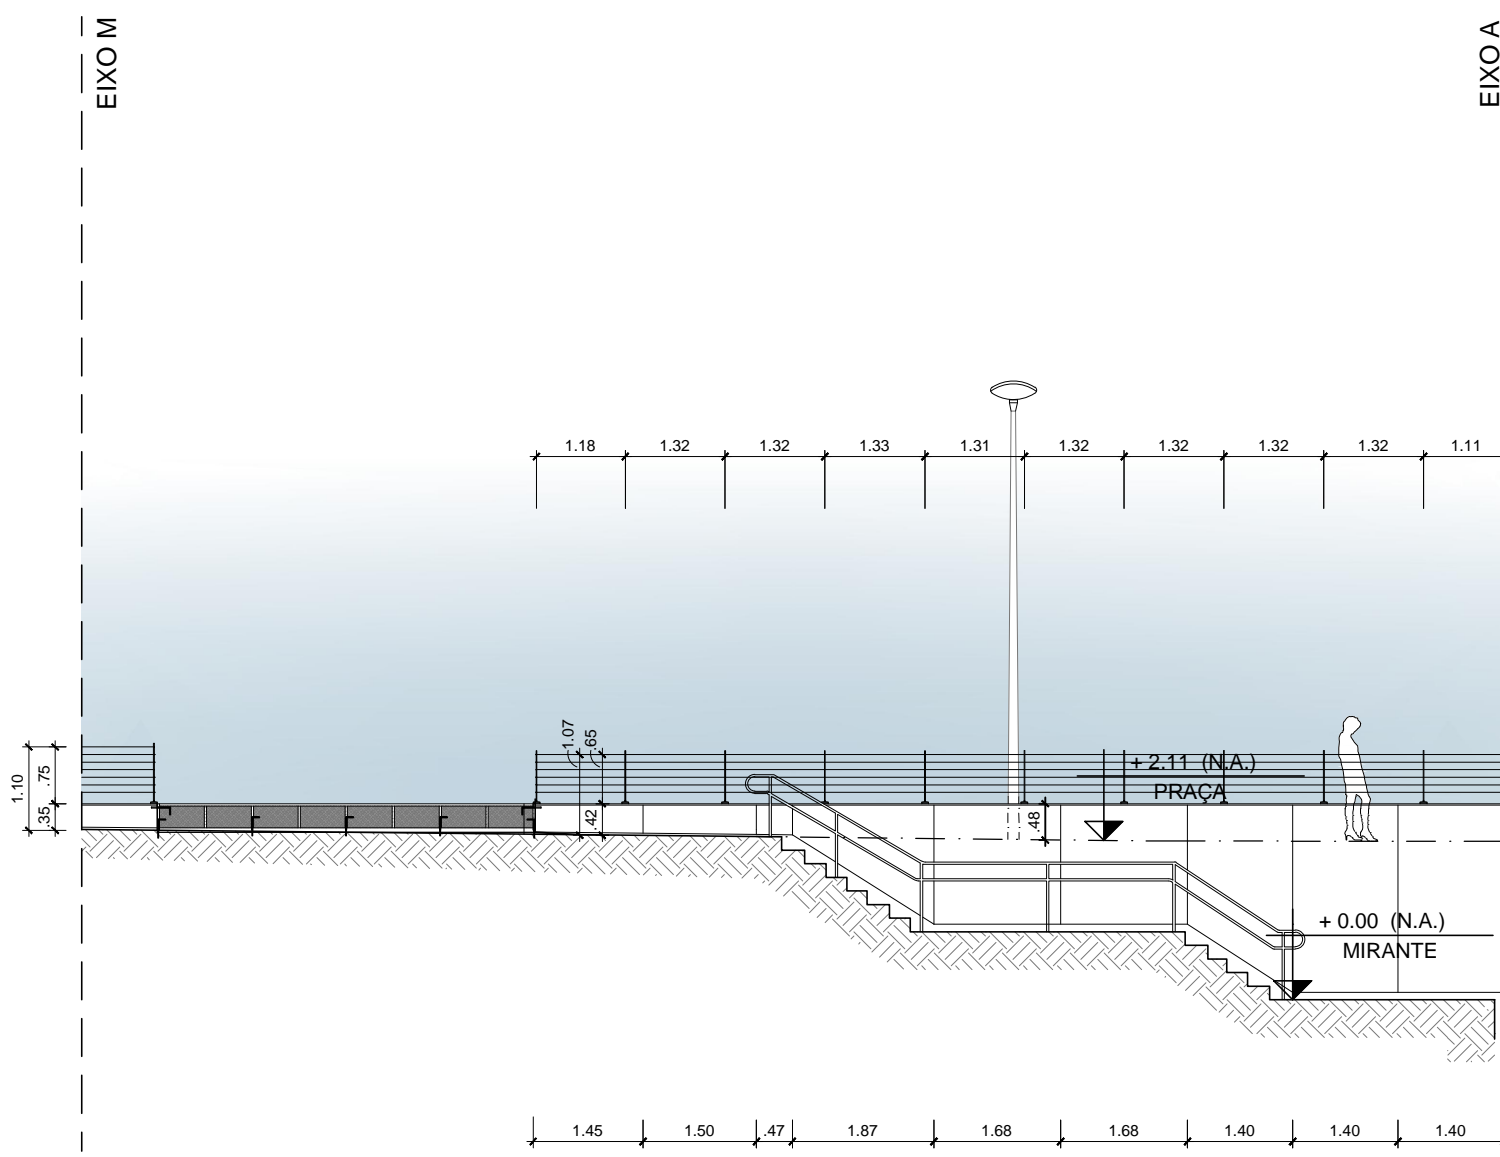 EIXO M
EIXO A
1.18 1.32 1.32 1.33 1.31 1.32 1.32 1.32 1.32 1.11
1.10
.75
.35
1.07
.65
.42
+ 2.11 (N.A.)
PRAÇA
.48
+ 0.00 (N.A.)
MIRANTE
1.45 1.50 .47 1.87 1.68 1.68 1.40 1.40 1.40